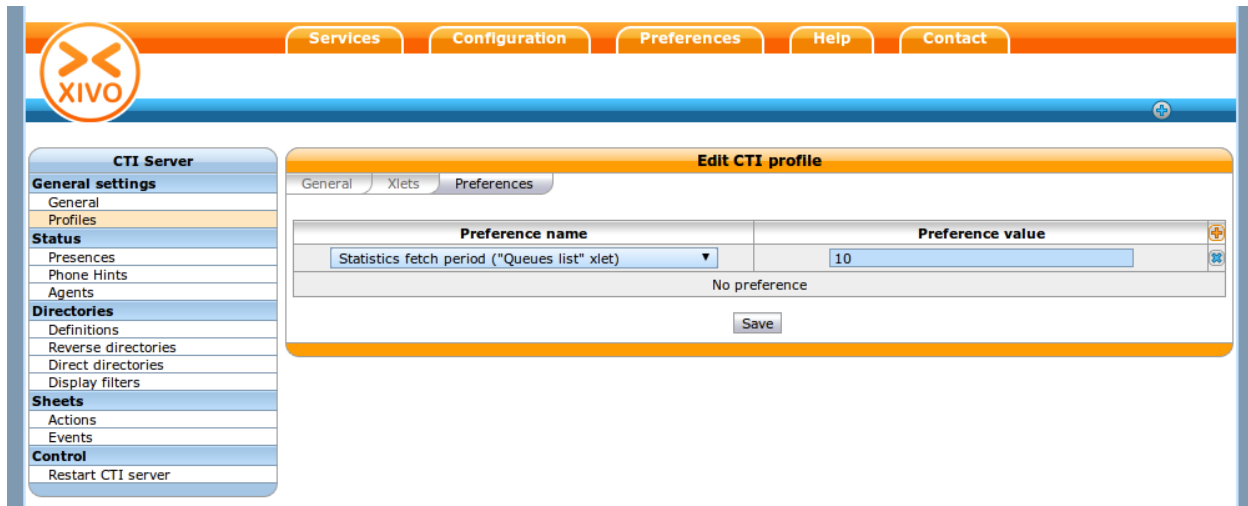 Services Configuration Preferences Help Contact
XIVO
CTI Server
General settings
General
Profiles
Status
Presences
Phone Hints
Agents
Directories
Definitions
Reverse directories
Direct directories
Display filters
Sheets
Actions
Events
Control
Restart CTI server
Edit CTI profile
General Xlets Preferences
Preference name Preference value
Statistics fetch period ("Queues list" xlet) 10
No preference
Save